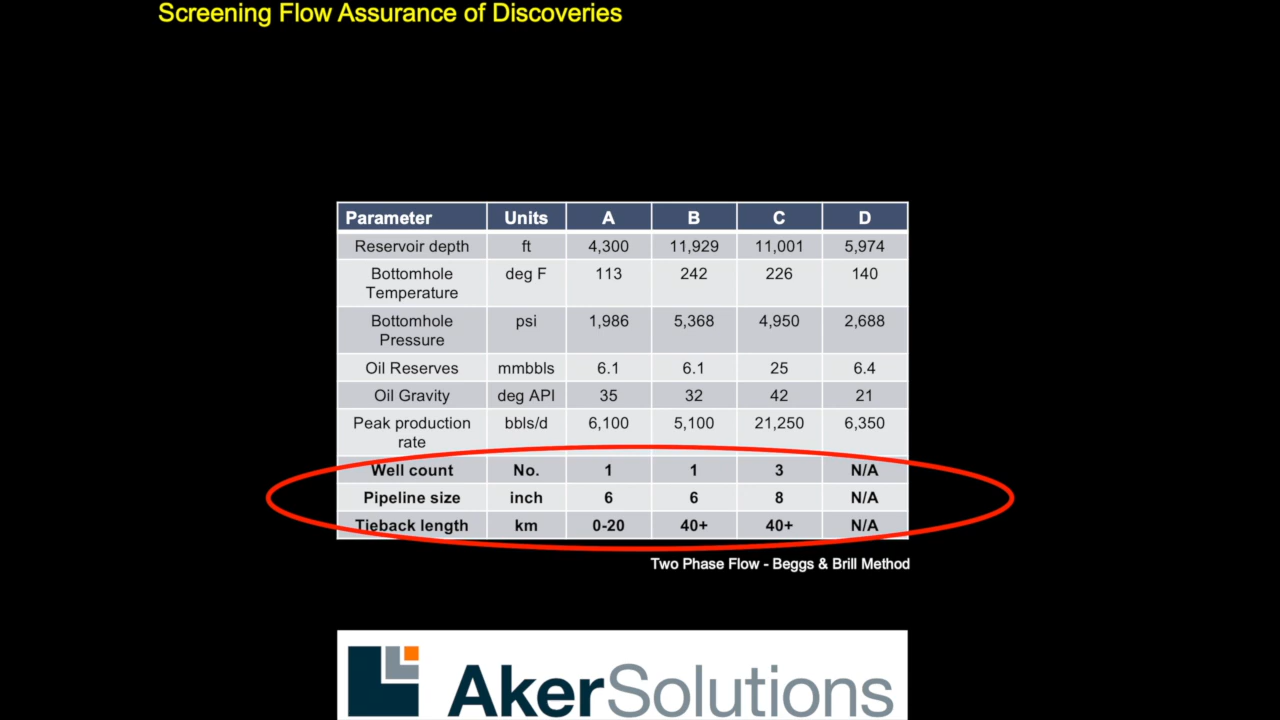 Screening Flow Assurance of Discoveries
Parameter Units A B C D
Reservoir depth ft 4,300 11,929 11,001 5,974
Bottomhole Temperature deg F 113 242 226 140
Bottomhole Pressure psi 1,986 5,368 4,950 2,688
Oil Reserves mmbbls 6.1 6.1 25 6.4
Oil Gravity deg API 35 32 42 21
Peak production rate bbls/d 6,100 5,100 21,250 6,350
Well count No. 1 1 3 N/A
Pipeline size inch 6 6 8 N/A
Tieback length km 0-20 40+ 40+ N/A
Two Phase Flow - Beggs & Brill Method
AkerSolutions